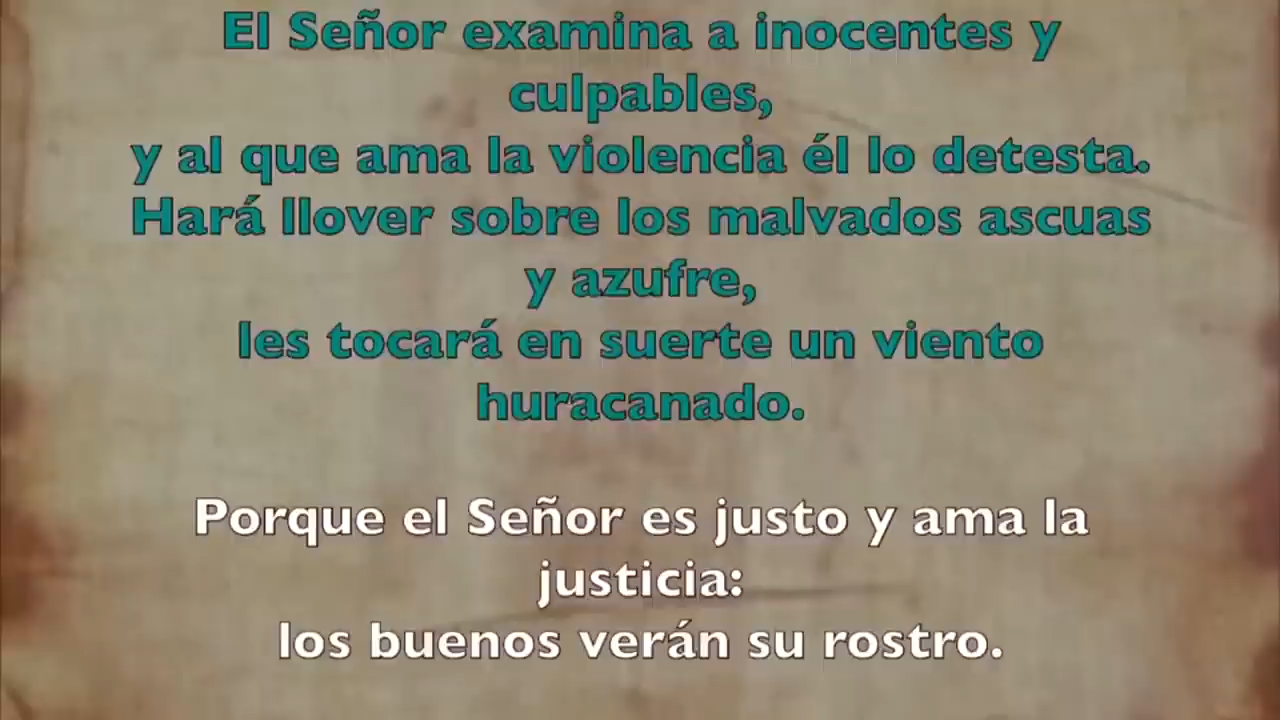 El Señor examina a inocentes y
culpables,
y al que ama la violencia él lo detesta.
Hará llover sobre los malvados ascuas
y azufre,
les tocará en suerte un viento
huracanado.
Porque el Señor es justo y ama la
justicia:
los buenos verán su rostro.